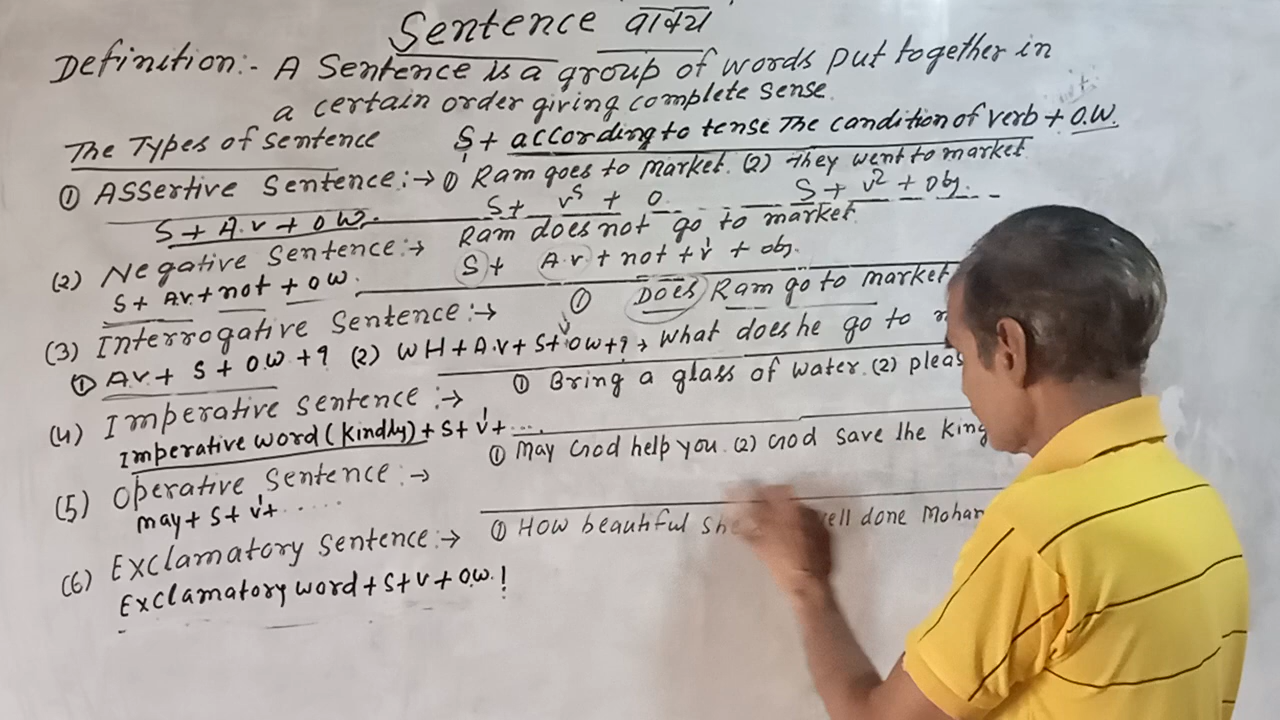 Sentence वाक्य
Definition:- A Sentence is a group of words put together in
a certain order giving complete sense.
The Types of sentence S + according to tense The condition of verb + O.W.
① Assertive Sentence:→ ① Ram goes to market. (2) They went to market
S + V⁵ + O. S + V² + Obj.
S + A.V + O W.
(2) Negative Sentence:→ Ram does not go to market.
S + A.V + not + V¹ + obj.
S + A.V. + not + O W.
(3) Interrogative Sentence:→ ① Does Ram go to market
① A.V. + S + O.W + ? (2) WH + A.V + S + V¹ O.W + ? → What does he go to
(4) Imperative Sentence:→ ① Bring a glass of water. (2)
Imperative word (Kindly) + S + V¹ + ....
(5) Operative Sentence:→ ① May God help you. (2) God save the King
may + S + V¹ + .....
(6) Exclamatory Sentence:→ ① How beautiful done
Exclamatory word + S + V + O.W. !